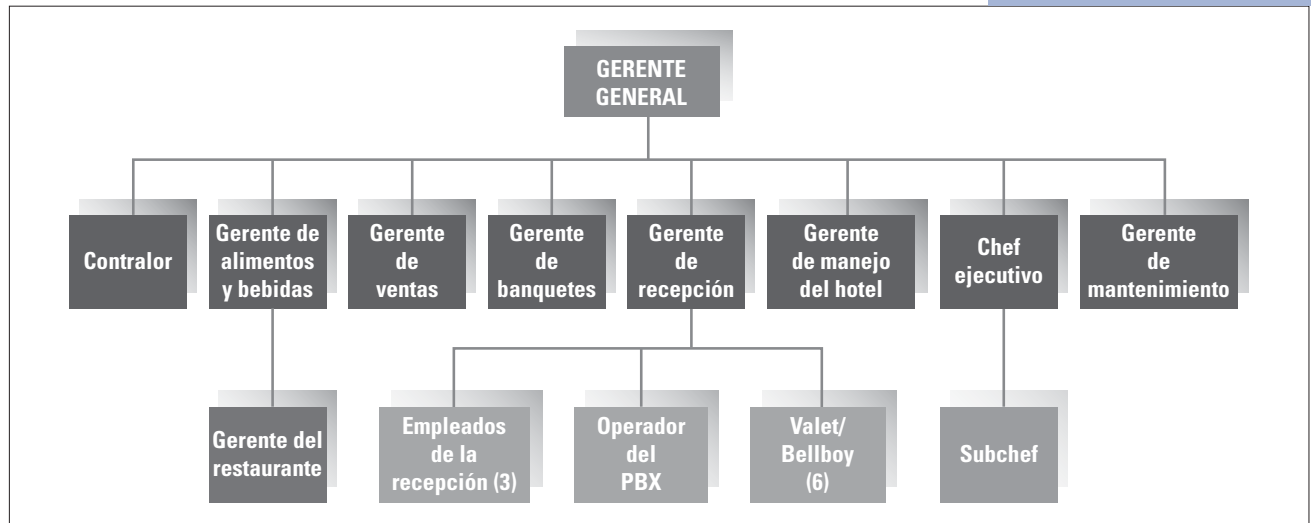 GERENTE
GENERAL
Contralor
Gerente de
alimentos
y bebidas
Gerente
de
ventas
Gerente
de
banquetes
Gerente
de
recepción
Gerente
de manejo
del hotel
Chef
ejecutivo
Gerente
de
mantenimiento
Gerente del
restaurante
Empleados
de la
recepción (3)
Operador
del
PBX
Valet/
Bellboy
(6)
Subchef